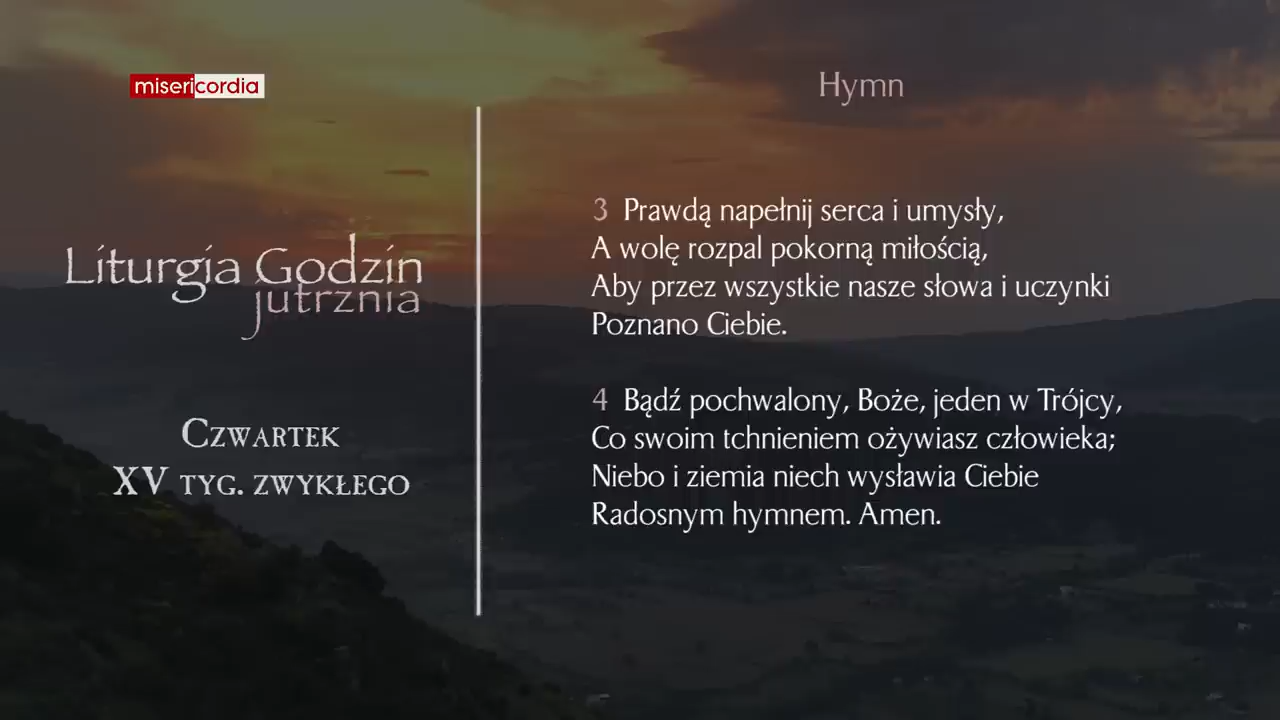 misericordia
Liturgia Godzin
jutrznia
Czwartek
XV tyg. zwykłego
Hymn
3 Prawdą napełnij serca i umysły,
A wolę rozpal pokorną miłością,
Aby przez wszystkie nasze słowa i uczynki
Poznano Ciebie.
4 Bądź pochwalony, Boże, jeden w Trójcy,
Co swoim tchnieniem ożywiasz człowieka;
Niebo i ziemia niech wysławia Ciebie
Radosnym hymnem. Amen.